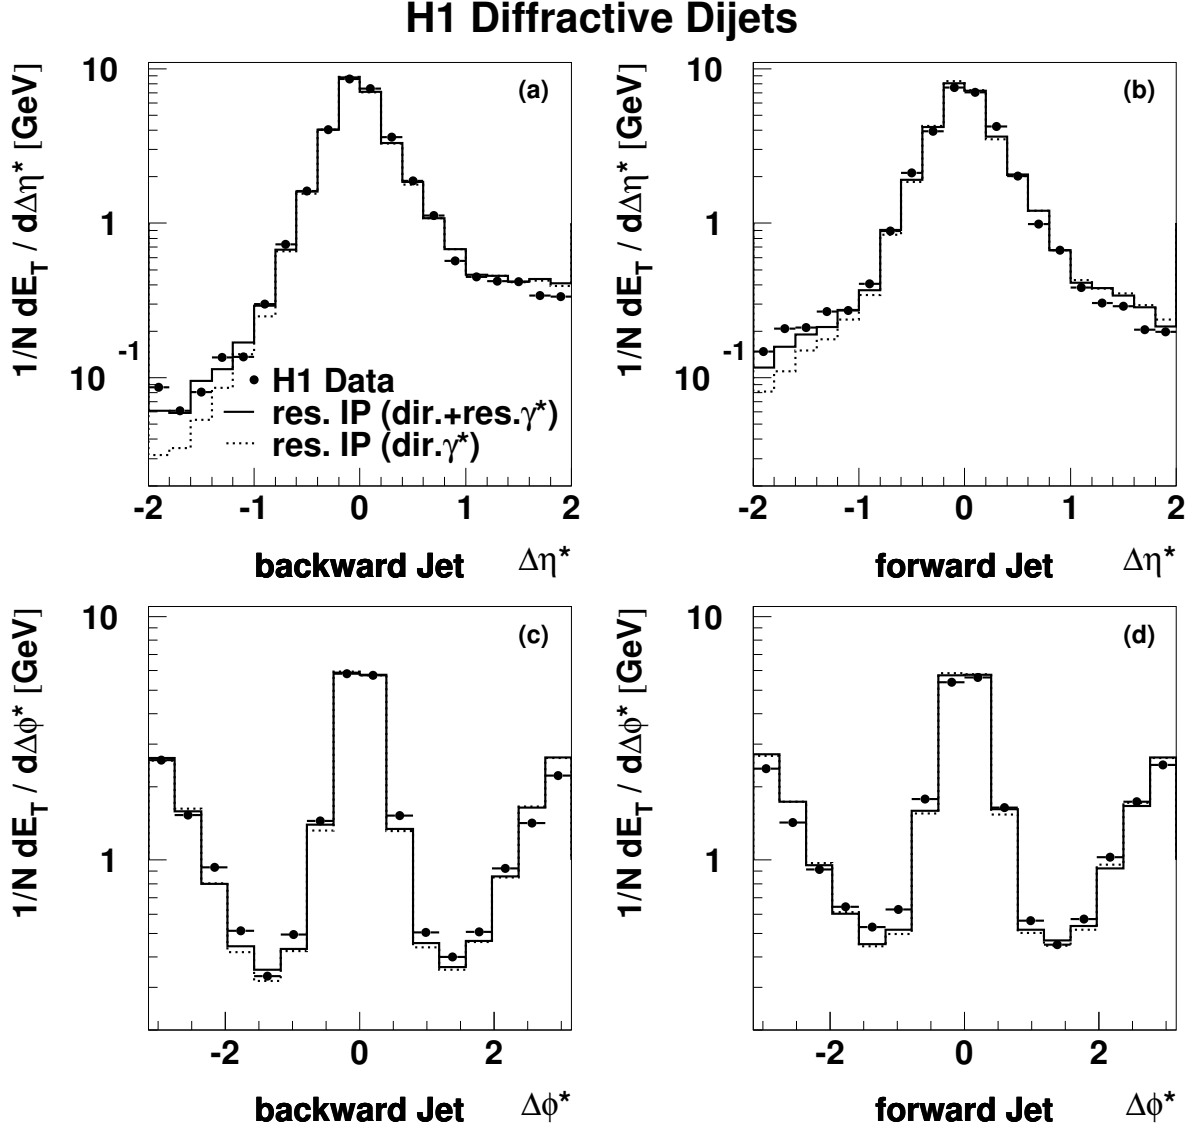 H1 Diffractive Dijets
1/N dE_T / dΔη* [GeV]
10
1
10
-1
(a)
H1 Data
res. IP (dir.+res.γ*)
res. IP (dir.γ*)
-2 -1 0 1 2
backward Jet Δη*
1/N dE_T / dΔη* [GeV]
10
1
10
-1
(b)
-2 -1 0 1 2
forward Jet Δη*
1/N dE_T / dΔϕ* [GeV]
10
1
(c)
-2 0 2
backward Jet Δϕ*
1/N dE_T / dΔϕ* [GeV]
10
1
(d)
-2 0 2
forward Jet Δϕ*